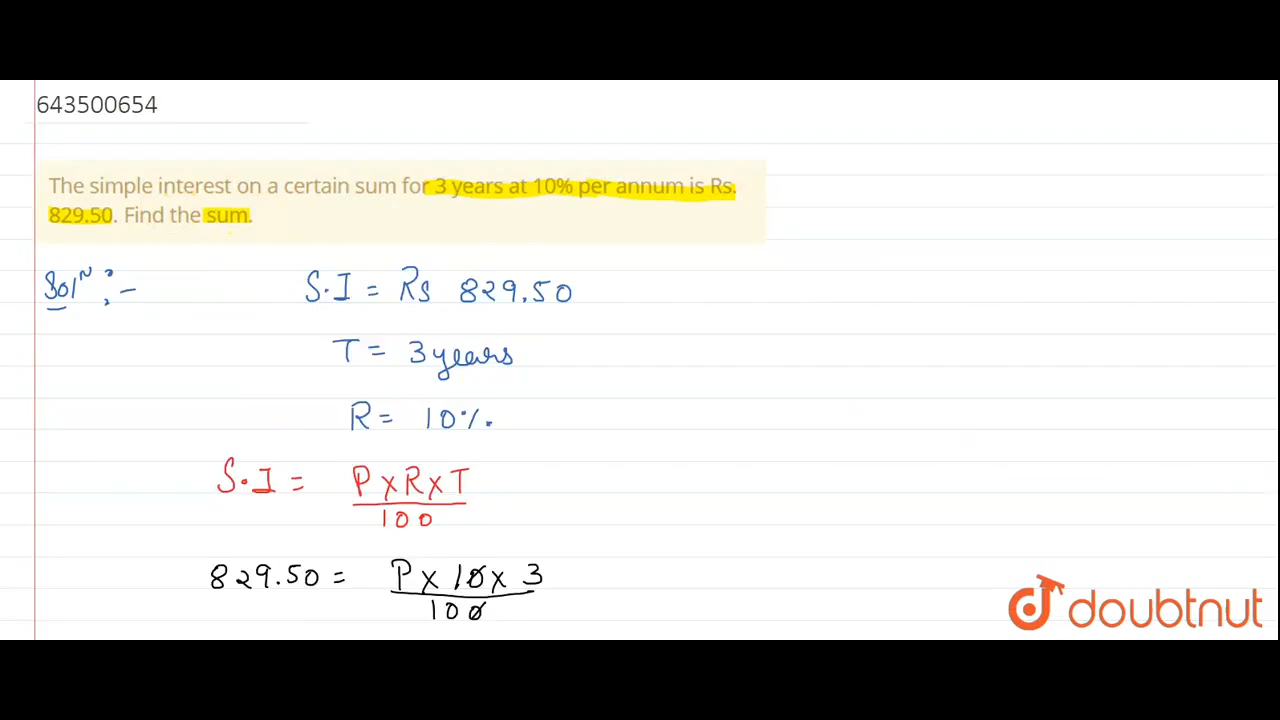 643500654
The simple interest on a certain sum for 3 years at 10% per annum is Rs.
829.50. Find the sum.
Solⁿ :- S.I = Rs 829.50
T = 3 years
R = 10%.
S.I = P x R x T
100
829.50 = P x 10 x 3
100
doubtnut